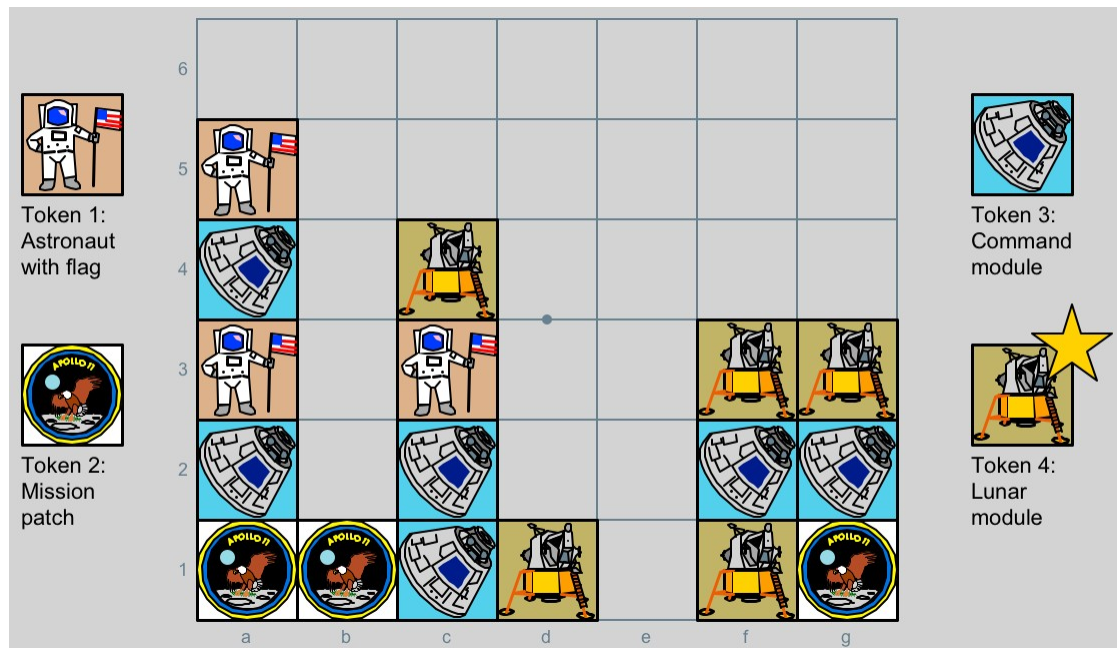 6
5
4
3
2
1
a b c d e f g
Token 1:
Astronaut
with flag
Token 2:
Mission
patch
Token 3:
Command
module
Token 4:
Lunar
module
APOLLO 11
APOLLO 11
APOLLO 11
APOLLO 11